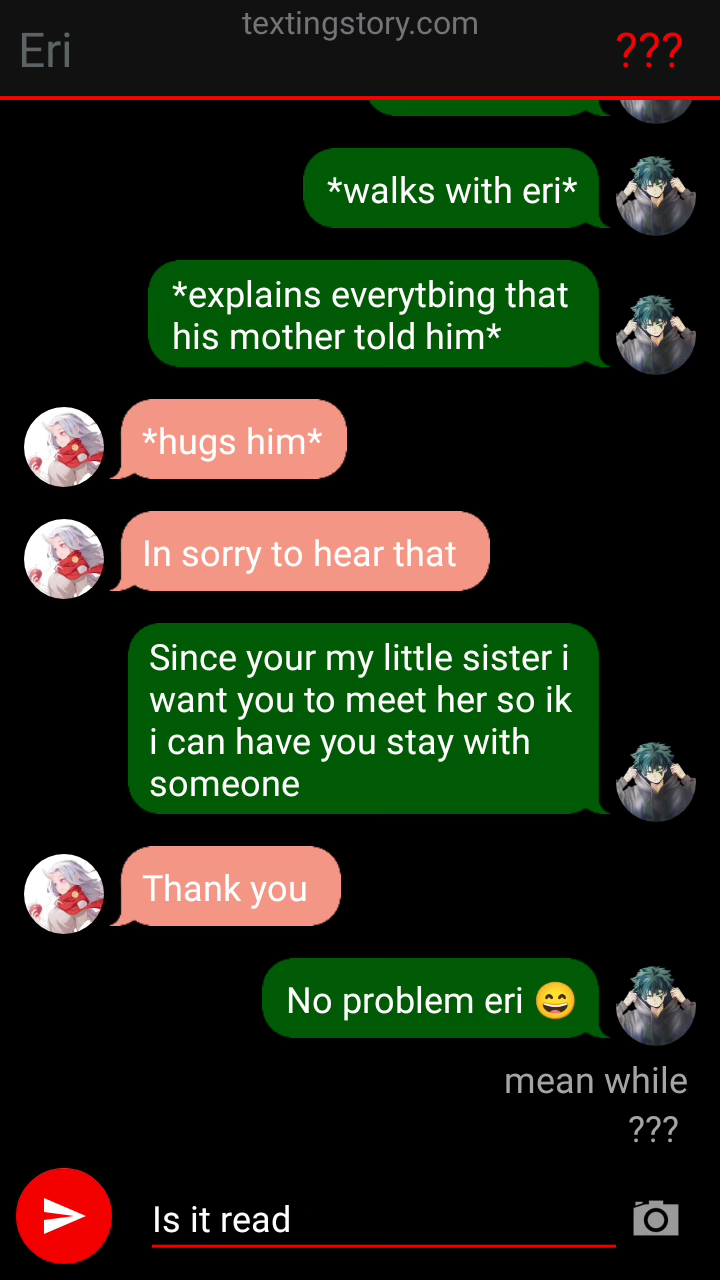 textingstory.com
Eri
???
*walks with eri*
*explains everytbing that
his mother told him*
*hugs him*
In sorry to hear that
Since your my little sister i
want you to meet her so ik
i can have you stay with
someone
Thank you
No problem eri 😄
mean while
???
Is it read